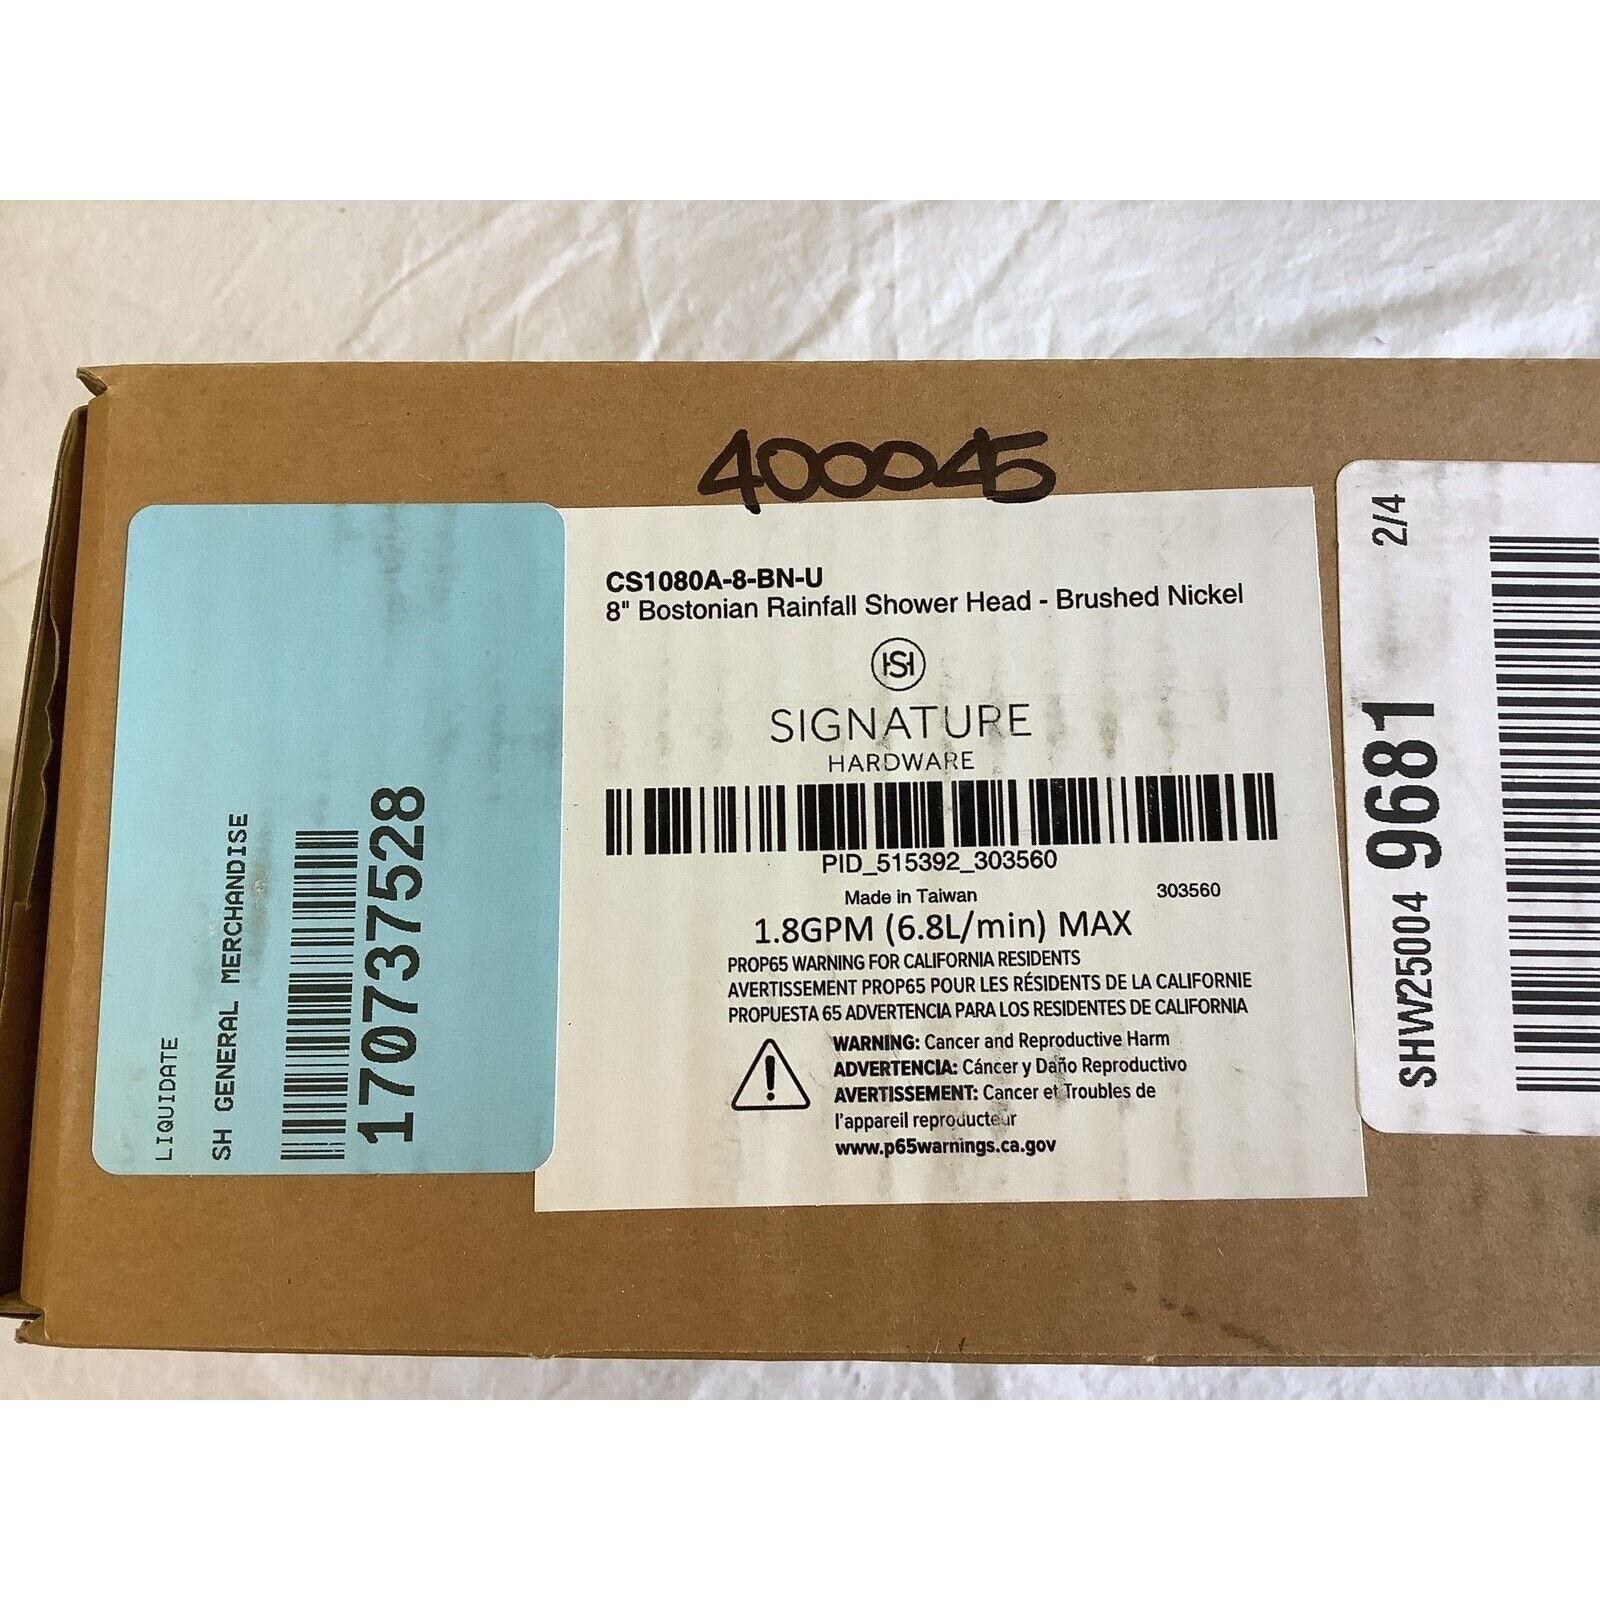 400045
LIQUIDATE
SH GENERAL MERCHANDISE
170737528
CS1080A-8-BN-U
8" Bostonian Rainfall Shower Head - Brushed Nickel
SH
SIGNATURE
HARDWARE
PID_515392_303560
Made in Taiwan
303560
1.8GPM (6.8L/min) MAX
PROP65 WARNING FOR CALIFORNIA RESIDENTS
AVERTISSEMENT PROP65 POUR LES RÉSIDENTS DE LA CALIFORNIE
PROPUESTA 65 ADVERTENCIA PARA LOS RESIDENTES DE CALIFORNIA
WARNING: Cancer and Reproductive Harm
ADVERTENCIA: Cáncer y Daño Reproductivo
AVERTISSEMENT: Cancer et Troubles de
l'appareil reproducteur
www.p65warnings.ca.gov
2/4
SHW25004 9681